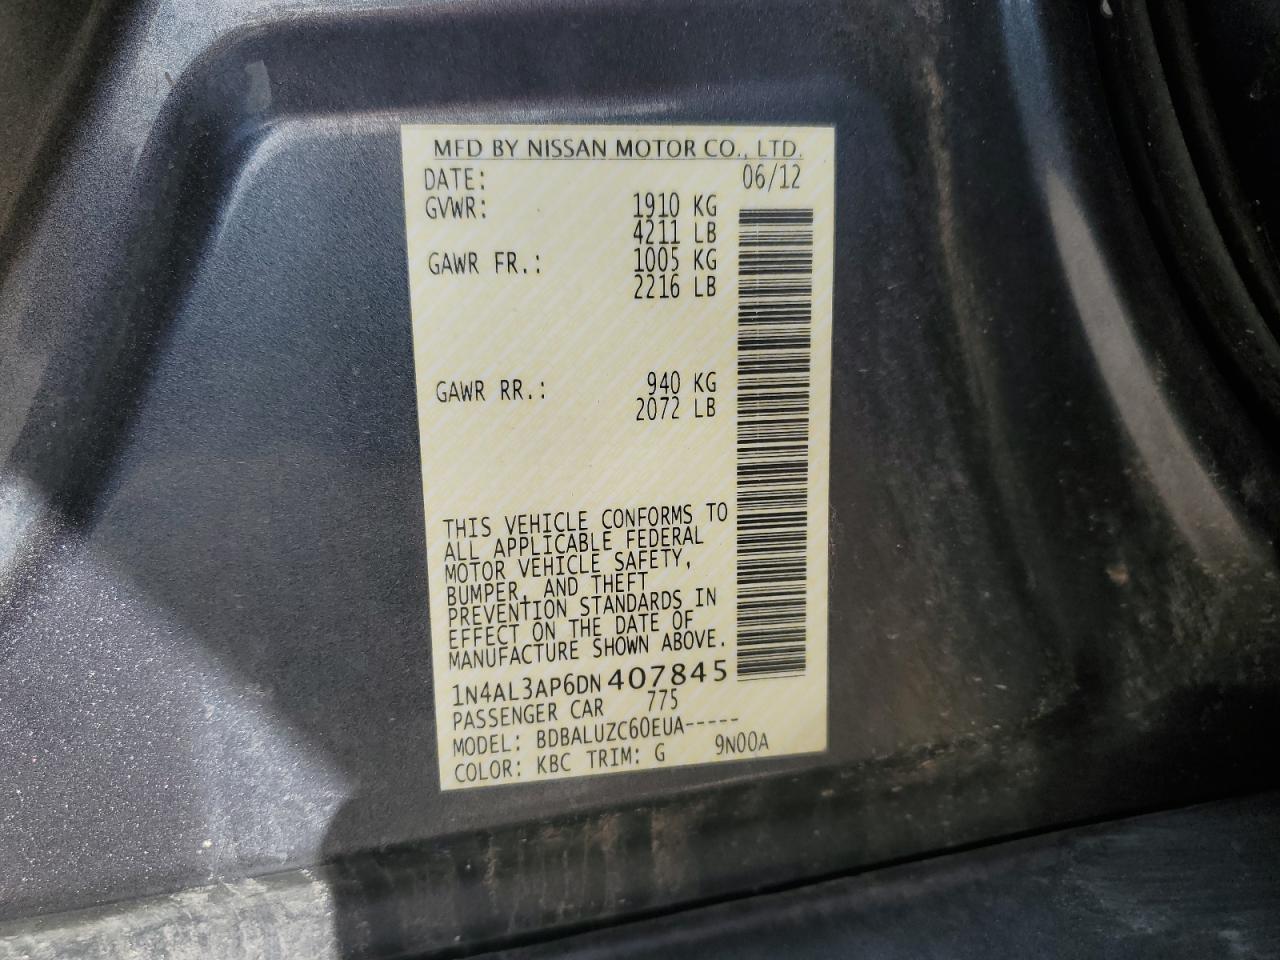 MFD BY NISSAN MOTOR CO., LTD.
DATE: 06/12
GVWR: 1910 KG
4211 LB
GAWR FR.: 1005 KG
2216 LB
GAWR RR.: 940 KG
2072 LB
THIS VEHICLE CONFORMS TO
ALL APPLICABLE FEDERAL
MOTOR VEHICLE SAFETY,
BUMPER, AND THEFT
PREVENTION STANDARDS IN
EFFECT ON THE DATE OF
MANUFACTURE SHOWN ABOVE.
1N4AL3AP6DN407845
PASSENGER CAR 775
MODEL: BDBALUZC60EUA-----
COLOR: KBC TRIM: G 9N00A